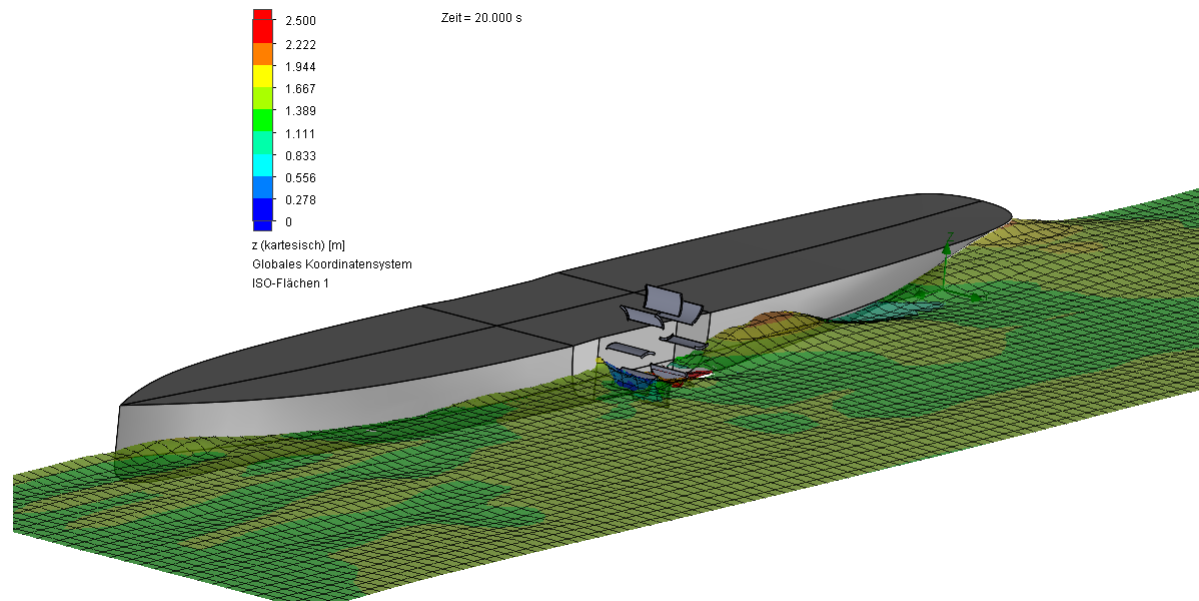 Zeit = 20.000 s
2.500
2.222
1.944
1.667
1.389
1.111
0.833
0.556
0.278
0
z (kartesisch) [m]
Globales Koordinatensystem
ISO-Flächen 1
Z